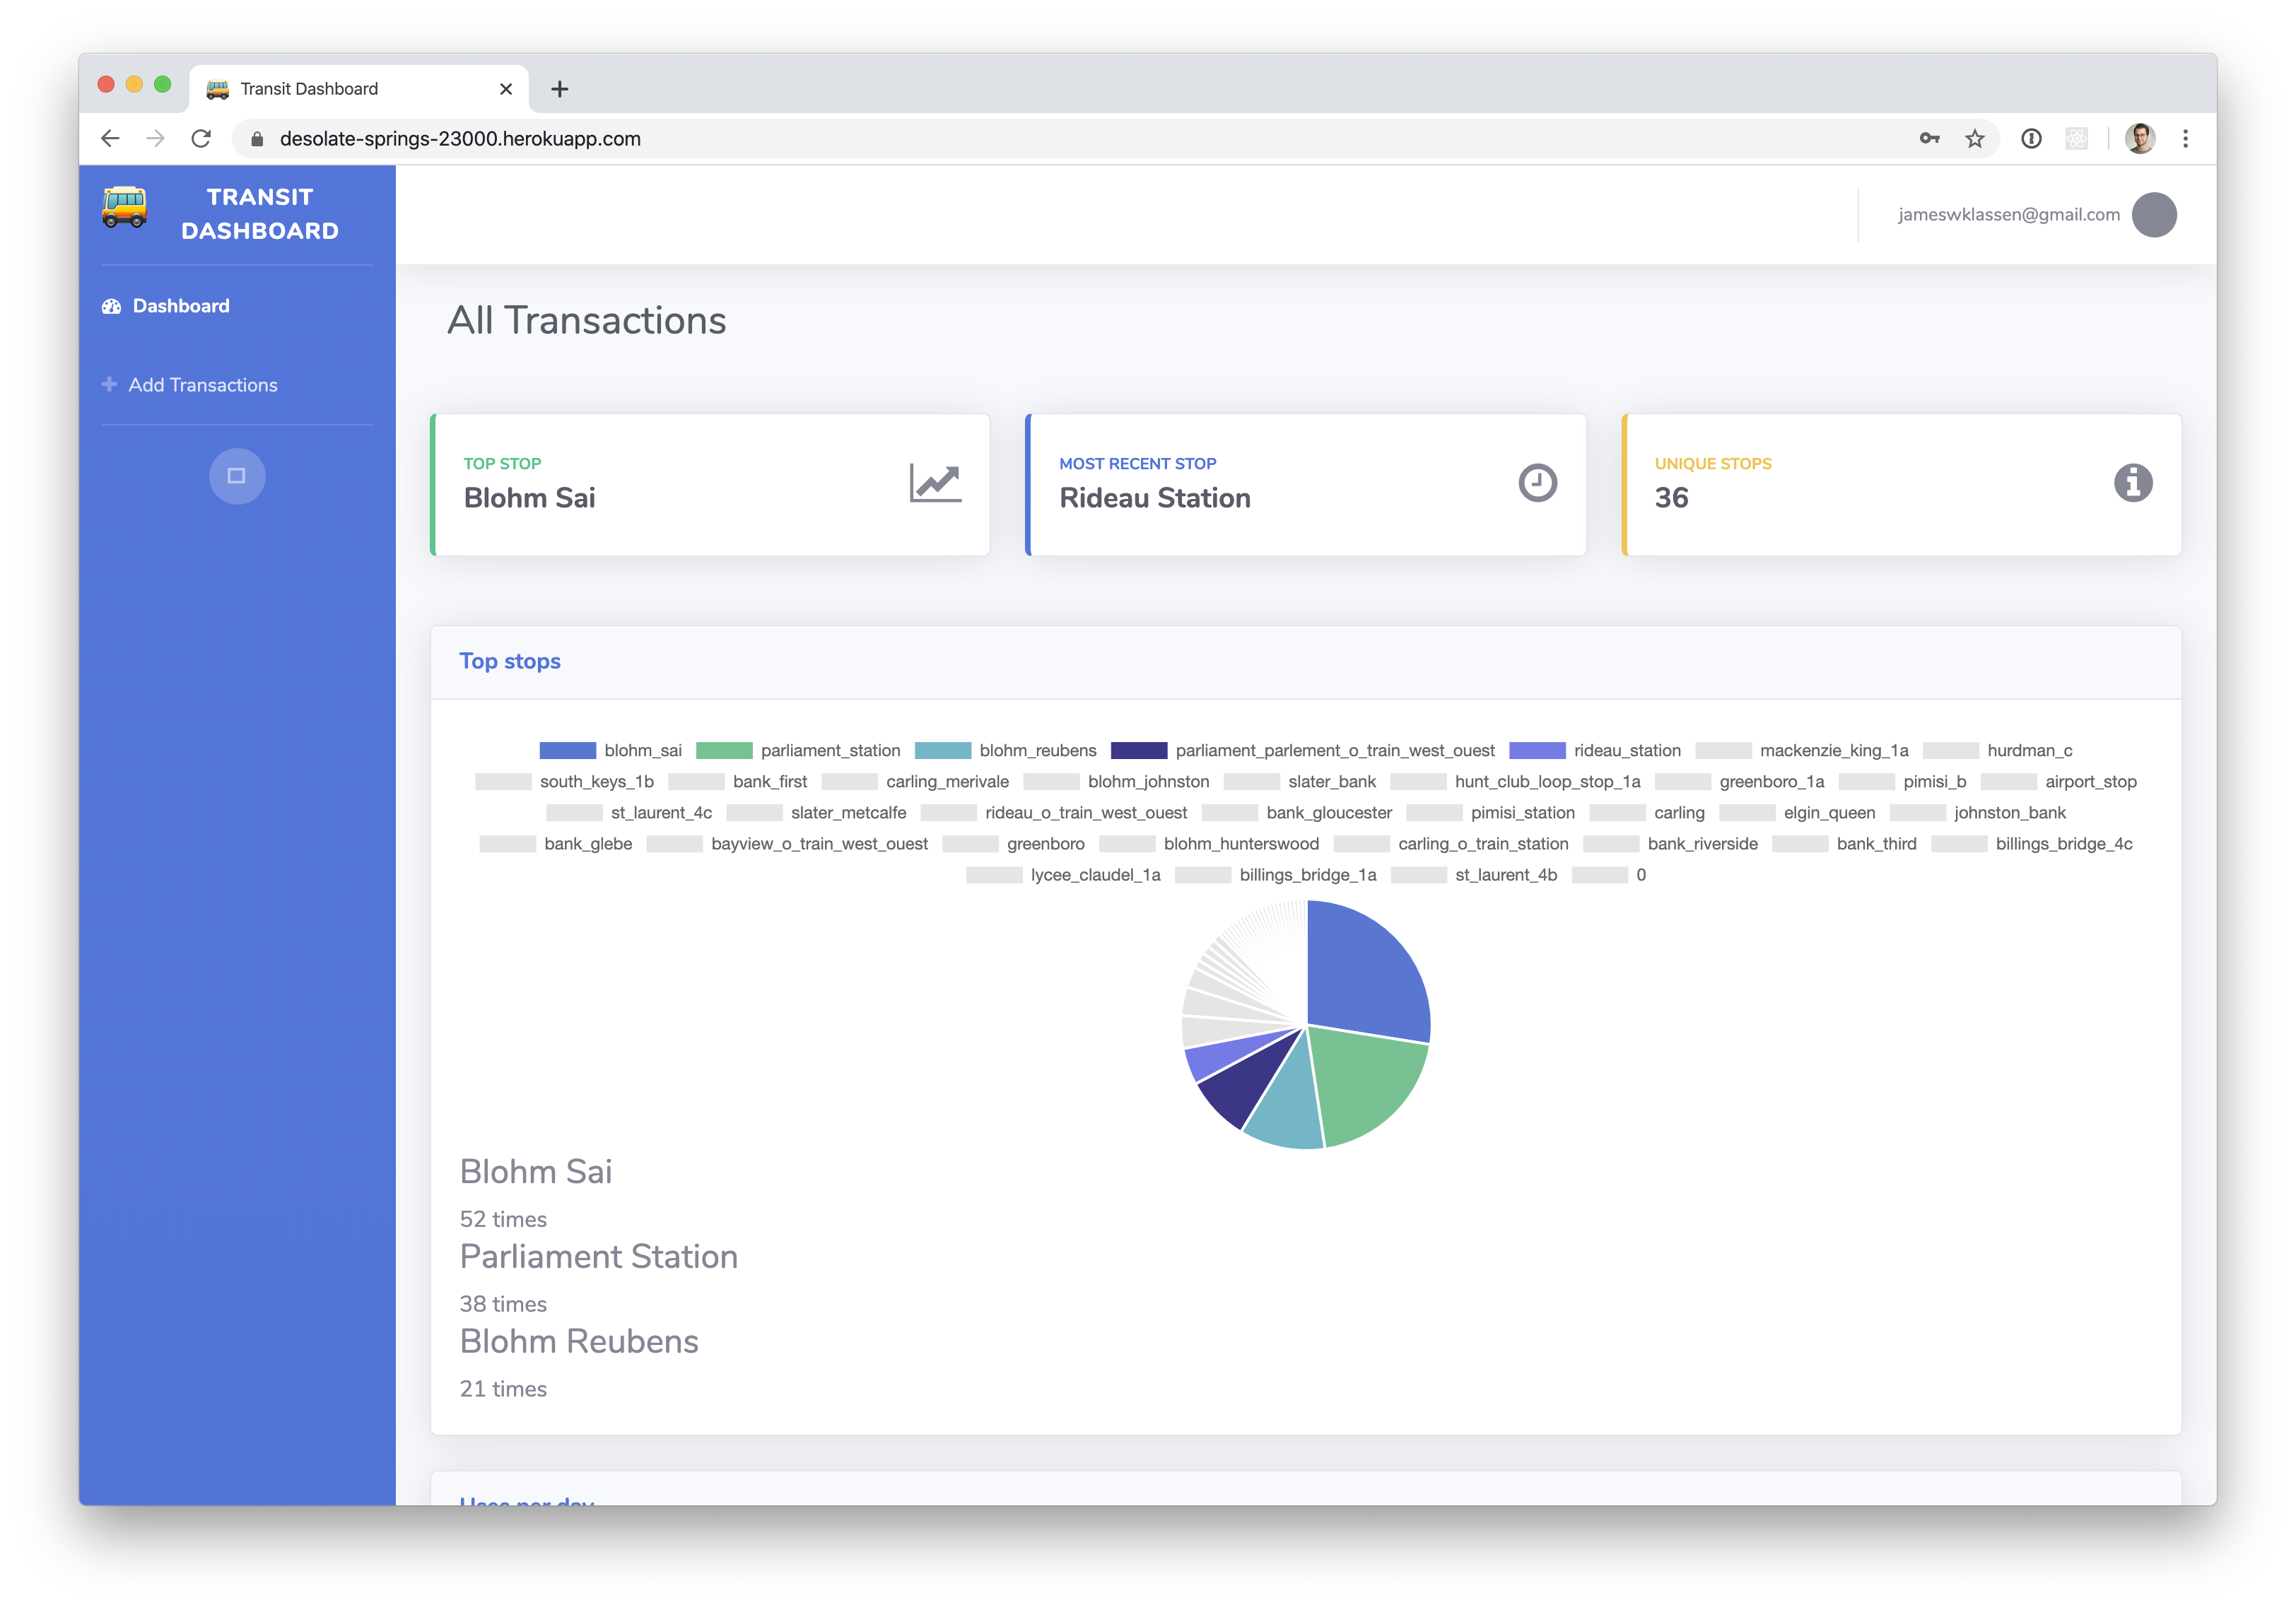 Transit Dashboard
desolate-springs-23000.herokuapp.com
TRANSIT
DASHBOARD
jameswklassen@gmail.com
Dashboard
Add Transactions
All Transactions
TOP STOP
Blohm Sai
MOST RECENT STOP
Rideau Station
UNIQUE STOPS
36
Top stops
blohm_sai parliament_station blohm_reubens parliament_parlement_o_train_west_ouest rideau_station mackenzie_king_1a hurdman_c
south_keys_1b bank_first carling_merivale blohm_johnston slater_bank hunt_club_loop_stop_1a greenboro_1a pimisi_b airport_stop
st_laurent_4c slater_metcalfe rideau_o_train_west_ouest bank_gloucester pimisi_station carling elgin_queen johnston_bank
bank_glebe bayview_o_train_west_ouest greenboro blohm_hunterswood carling_o_train_station bank_riverside bank_third billings_bridge_4c
lycee_claudel_1a billings_bridge_1a st_laurent_4b 0
Blohm Sai
52 times
Parliament Station
38 times
Blohm Reubens
21 times
Uses per day